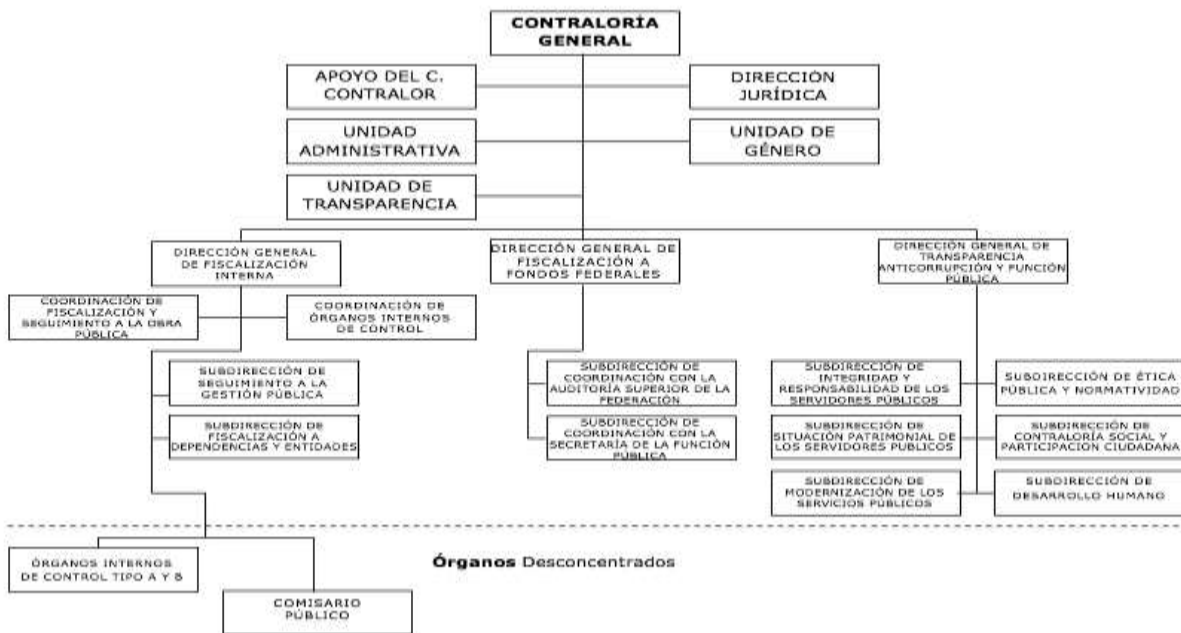 CONTRALORÍA
GENERAL
APOYO DEL C.
CONTRALOR
DIRECCIÓN
JURÍDICA
UNIDAD
ADMINISTRATIVA
UNIDAD DE
GÉNERO
UNIDAD DE
TRANSPARENCIA
DIRECCIÓN GENERAL
DE FISCALIZACIÓN
INTERNA
DIRECCIÓN GENERAL DE
FISCALIZACIÓN A
FONDOS FEDERALES
DIRECCIÓN GENERAL DE
TRANSPARENCIA
ANTICORRUPCIÓN Y FUNCIÓN
PÚBLICA
COORDINACIÓN DE
FISCALIZACIÓN Y
SEGUIMIENTO A LA OBRA
PÚBLICA
COORDINACIÓN DE
ÓRGANOS INTERNOS
DE CONTROL
SUBDIRECCIÓN DE
SEGUIMIENTO A LA
GESTIÓN PÚBLICA
SUBDIRECCIÓN DE
FISCALIZACIÓN A
DEPENDENCIAS Y ENTIDADES
SUBDIRECCIÓN DE
COORDINACIÓN CON LA
AUDITORÍA SUPERIOR DE LA
FEDERACIÓN
SUBDIRECCIÓN DE
COORDINACIÓN CON LA
SECRETARÍA DE LA FUNCIÓN
PÚBLICA
SUBDIRECCIÓN DE
INTEGRIDAD Y
RESPONSABILIDAD DE LOS
SERVIDORES PÚBLICOS
SUBDIRECCIÓN DE ÉTICA
PÚBLICA Y NORMATIVIDAD
SUBDIRECCIÓN DE
SITUACIÓN PATRIMONIAL DE
LOS SERVIDORES PÚBLICOS
SUBDIRECCIÓN DE
CONTRALORÍA SOCIAL Y
PARTICIPACIÓN CIUDADANA
SUBDIRECCIÓN DE
MODERNIZACIÓN DE LOS
SERVICIOS PÚBLICOS
SUBDIRECCIÓN DE
DESARROLLO HUMANO
ÓRGANOS INTERNOS
DE CONTROL TIPO A Y B
Órganos Desconcentrados
COMISARIO
PÚBLICO